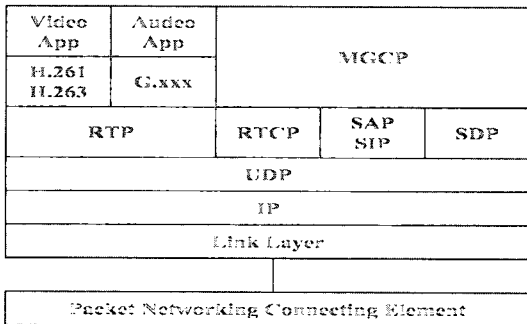 Video
App
Audeo
App
MGCP
H.261
H.263
G.xxx
RTP
RTCP
SAP
SIP
SDP
UDP
IP
Link Layer
Packet Networking Connecting Element